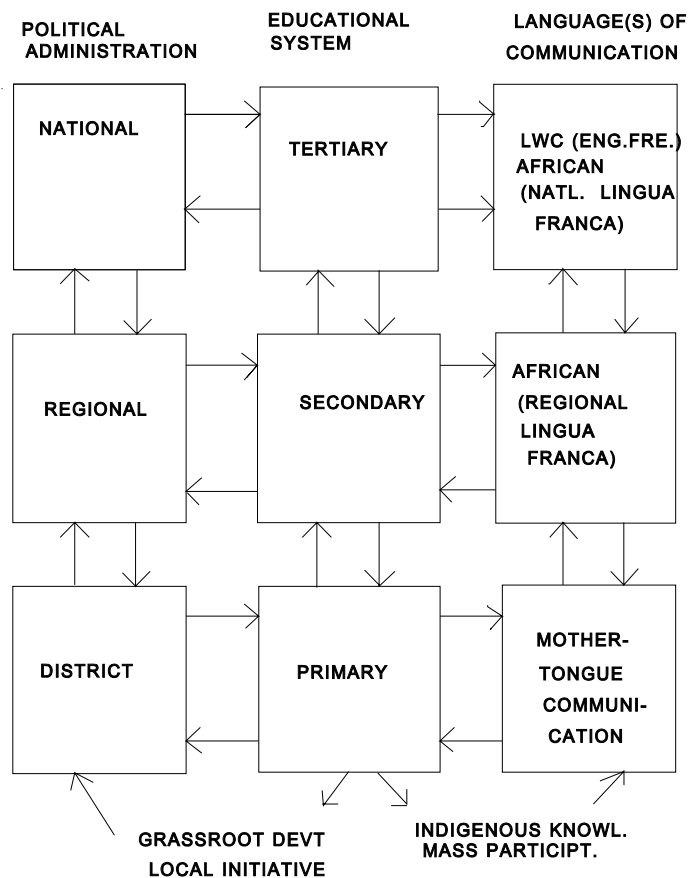 POLITICAL
ADMINISTRATION
EDUCATIONAL
SYSTEM
LANGUAGE(S) OF
COMMUNICATION
NATIONAL
TERTIARY
LWC (ENG.FRE.)
AFRICAN
(NATL. LINGUA
FRANCA)
REGIONAL
SECONDARY
AFRICAN
(REGIONAL
LINGUA
FRANCA)
DISTRICT
PRIMARY
MOTHER-
TONGUE
COMMUNI-
CATION
GRASSROOT DEVT
LOCAL INITIATIVE
INDIGENOUS KNOWL.
MASS PARTICIPT.